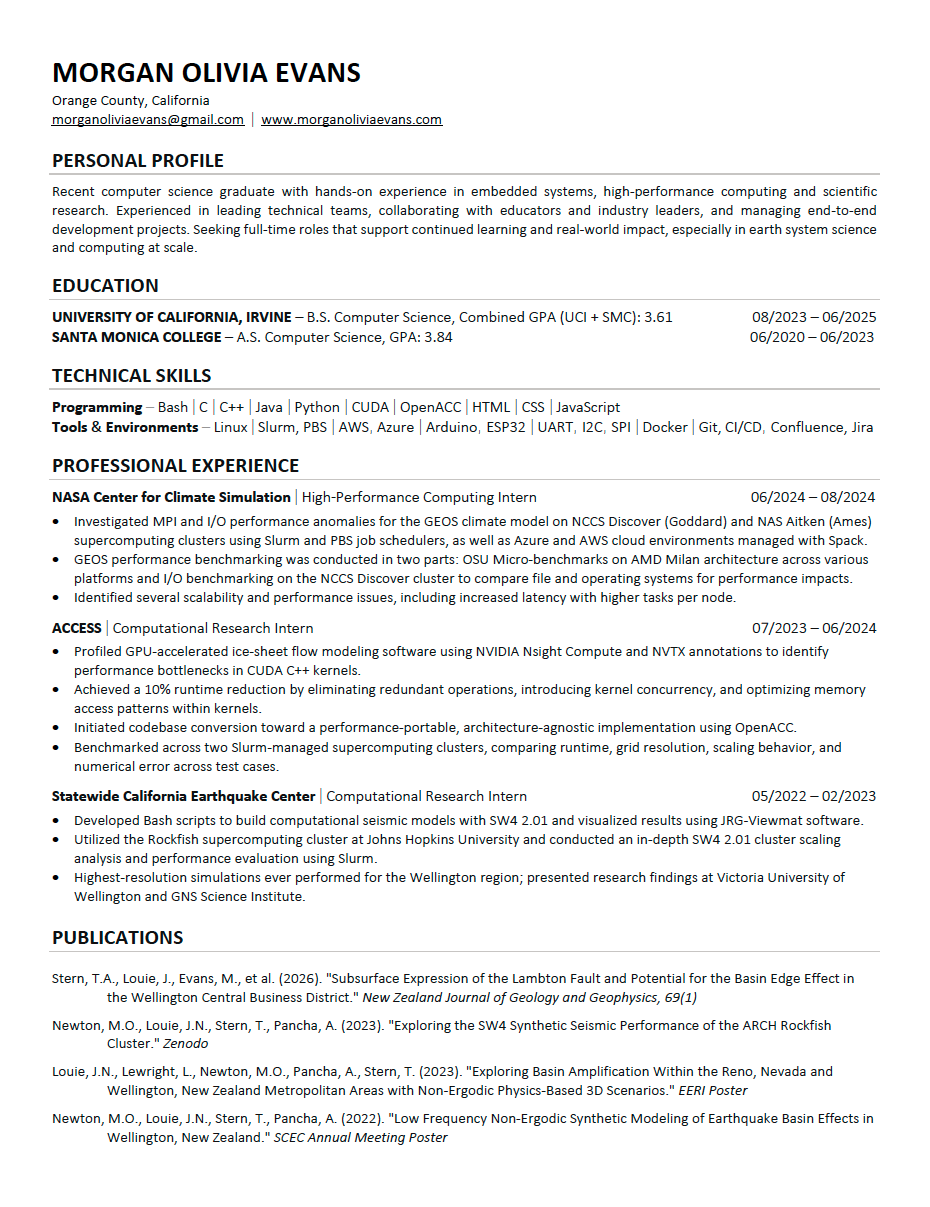 MORGAN OLIVIA EVANS
Orange County, California
morganoliviaevans@gmail.com | www.morganoliviaevans.com
PERSONAL PROFILE
Recent computer science graduate with hands-on experience in embedded systems, high-performance computing and scientific
research. Experienced in leading technical teams, collaborating with educators and industry leaders, and managing end-to-end
development projects. Seeking full-time roles that support continued learning and real-world impact, especially in earth system science
and computing at scale.
EDUCATION
UNIVERSITY OF CALIFORNIA, IRVINE – B.S. Computer Science, Combined GPA (UCI + SMC): 3.61 08/2023 – 06/2025
SANTA MONICA COLLEGE – A.S. Computer Science, GPA: 3.84 06/2020 – 06/2023
TECHNICAL SKILLS
Programming – Bash | C | C++ | Java | Python | CUDA | OpenACC | HTML | CSS | JavaScript
Tools & Environments – Linux | Slurm, PBS | AWS, Azure | Arduino, ESP32 | UART, I2C, SPI | Docker | Git, CI/CD, Confluence, Jira
PROFESSIONAL EXPERIENCE
NASA Center for Climate Simulation | High-Performance Computing Intern 06/2024 – 08/2024
• Investigated MPI and I/O performance anomalies for the GEOS climate model on NCCS Discover (Goddard) and NAS Aitken (Ames)
supercomputing clusters using Slurm and PBS job schedulers, as well as Azure and AWS cloud environments managed with Spack.
• GEOS performance benchmarking was conducted in two parts: OSU Micro-benchmarks on AMD Milan architecture across various
platforms and I/O benchmarking on the NCCS Discover cluster to compare file and operating systems for performance impacts.
• Identified several scalability and performance issues, including increased latency with higher tasks per node.
ACCESS | Computational Research Intern 07/2023 – 06/2024
• Profiled GPU-accelerated ice-sheet flow modeling software using NVIDIA Nsight Compute and NVTX annotations to identify
performance bottlenecks in CUDA C++ kernels.
• Achieved a 10% runtime reduction by eliminating redundant operations, introducing kernel concurrency, and optimizing memory
access patterns within kernels.
• Initiated codebase conversion toward a performance-portable, architecture-agnostic implementation using OpenACC.
• Benchmarked across two Slurm-managed supercomputing clusters, comparing runtime, grid resolution, scaling behavior, and
numerical error across test cases.
Statewide California Earthquake Center | Computational Research Intern 05/2022 – 02/2023
• Developed Bash scripts to build computational seismic models with SW4 2.01 and visualized results using JRG-Viewmat software.
• Utilized the Rockfish supercomputing cluster at Johns Hopkins University and conducted an in-depth SW4 2.01 cluster scaling
analysis and performance evaluation using Slurm.
• Highest-resolution simulations ever performed for the Wellington region; presented research findings at Victoria University of
Wellington and GNS Science Institute.
PUBLICATIONS
Stern, T.A., Louie, J., Evans, M., et al. (2026). "Subsurface Expression of the Lambton Fault and Potential for the Basin Edge Effect in
the Wellington Central Business District." New Zealand Journal of Geology and Geophysics, 69(1)
Newton, M.O., Louie, J.N., Stern, T., Pancha, A. (2023). "Exploring the SW4 Synthetic Seismic Performance of the ARCH Rockfish
Cluster." Zenodo
Louie, J.N., Lewright, L., Newton, M.O., Pancha, A., Stern, T. (2023). "Exploring Basin Amplification Within the Reno, Nevada and
Wellington, New Zealand Metropolitan Areas with Non-Ergodic Physics-Based 3D Scenarios." EERI Poster
Newton, M.O., Louie, J.N., Stern, T., Pancha, A. (2022). "Low Frequency Non-Ergodic Synthetic Modeling of Earthquake Basin Effects in
Wellington, New Zealand." SCEC Annual Meeting Poster